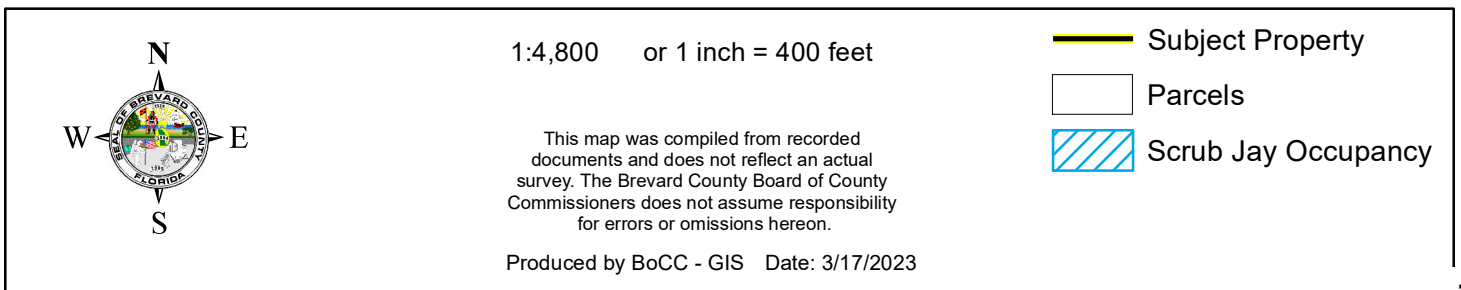 N
W
E
S
SEAL OF BREVARD COUNTY
FLORIDA
1:4,800 or 1 inch = 400 feet
This map was compiled from recorded
documents and does not reflect an actual
survey. The Brevard County Board of County
Commissioners does not assume responsibility
for errors or omissions hereon.
Produced by BoCC - GIS Date: 3/17/2023
Subject Property
Parcels
Scrub Jay Occupancy